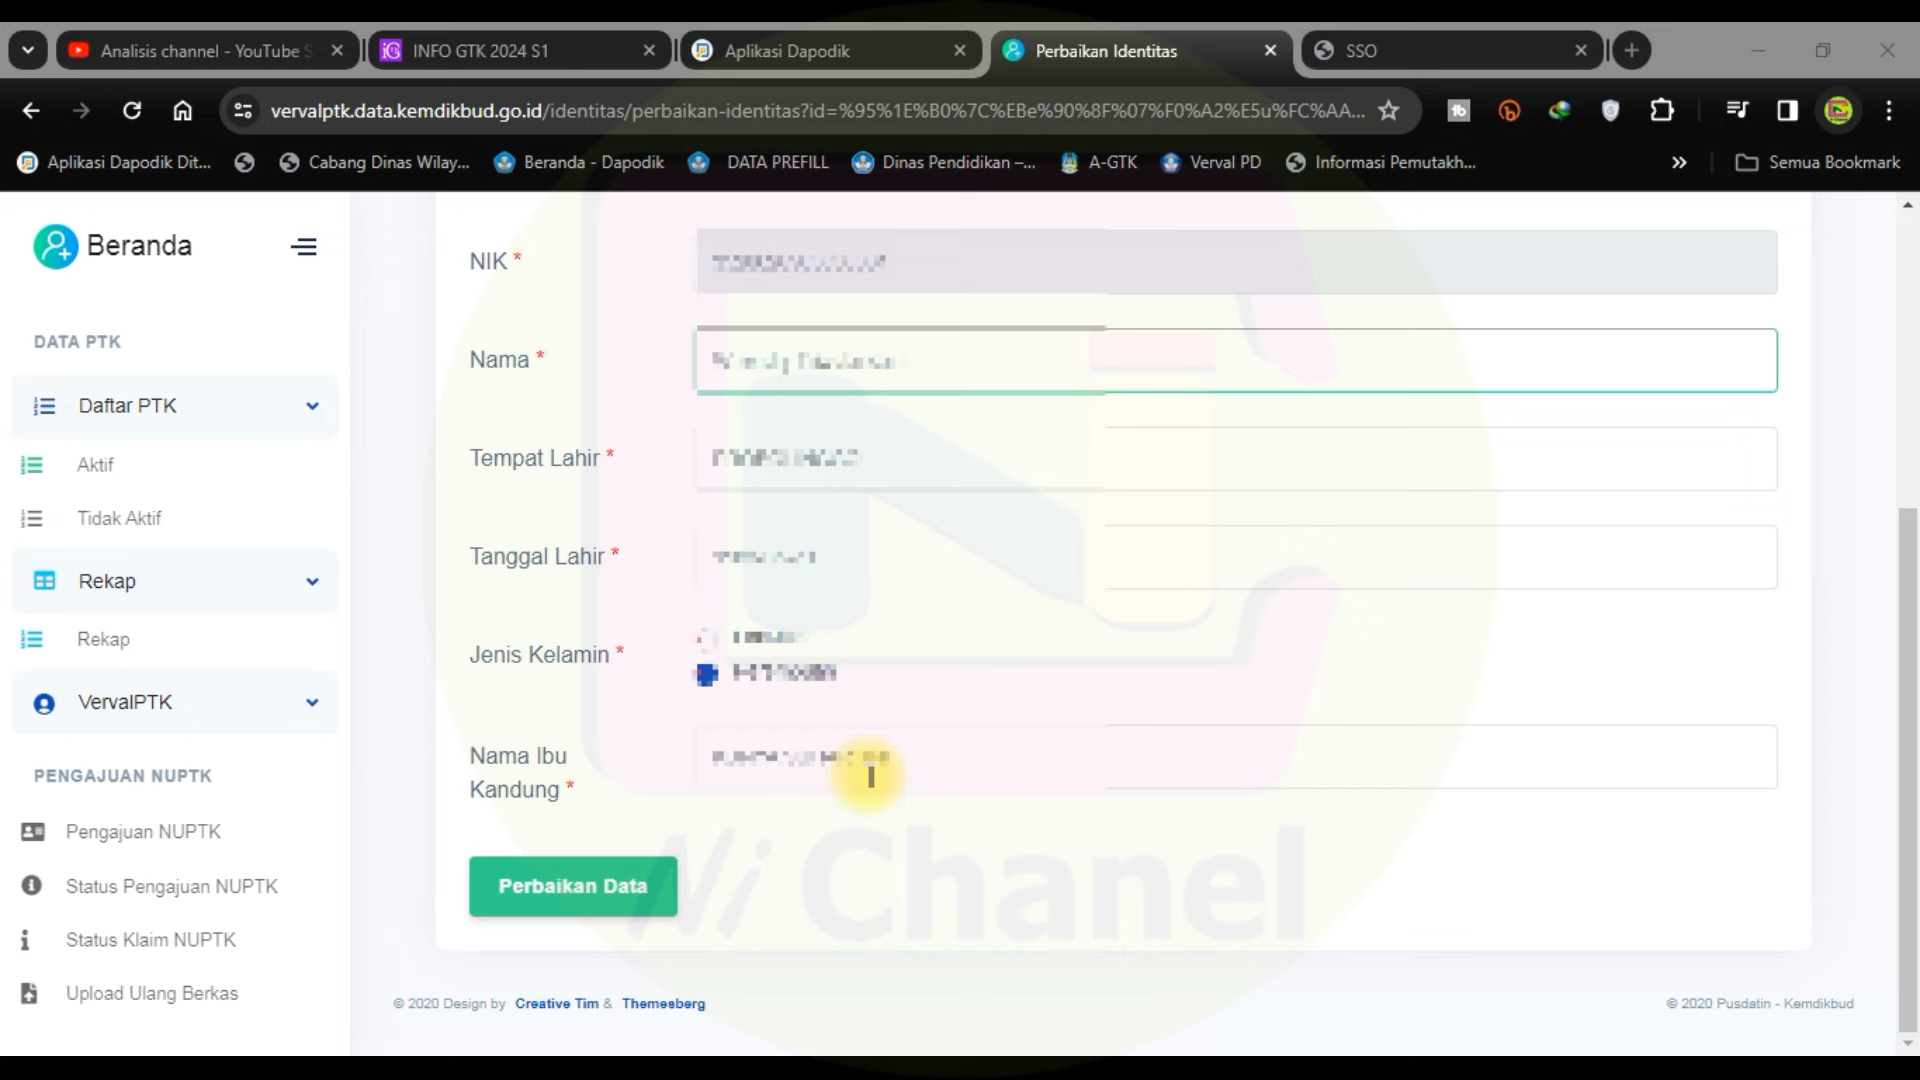 Analisis channel - YouTube S
INFO GTK 2024 S1
Aplikasi Dapodik
Perbaikan Identitas
SSO
vervalptk.data.kemdikbud.go.id/identitas/perbaikan-identitas?id=%95%1E%B0%7C%EBe%90%8F%07%F0%A2%E5u%FC%AA...
Aplikasi Dapodik Dit...
Cabang Dinas Wilay...
Beranda - Dapodik
DATA PREFILL
Dinas Pendidikan –...
A-GTK
Verval PD
Informasi Pemutakh...
Semua Bookmark
Beranda
DATA PTK
Daftar PTK
Aktif
Tidak Aktif
Rekap
Rekap
VervalPTK
PENGAJUAN NUPTK
Pengajuan NUPTK
Status Pengajuan NUPTK
Status Klaim NUPTK
Upload Ulang Berkas
NIK *
Nama *
Tempat Lahir *
Tanggal Lahir *
Jenis Kelamin *
Nama Ibu
Kandung *
Perbaikan Data
Ni Chanel
© 2020 Design by Creative Tim & Themesberg
© 2020 Pusdatin - Kemdikbud